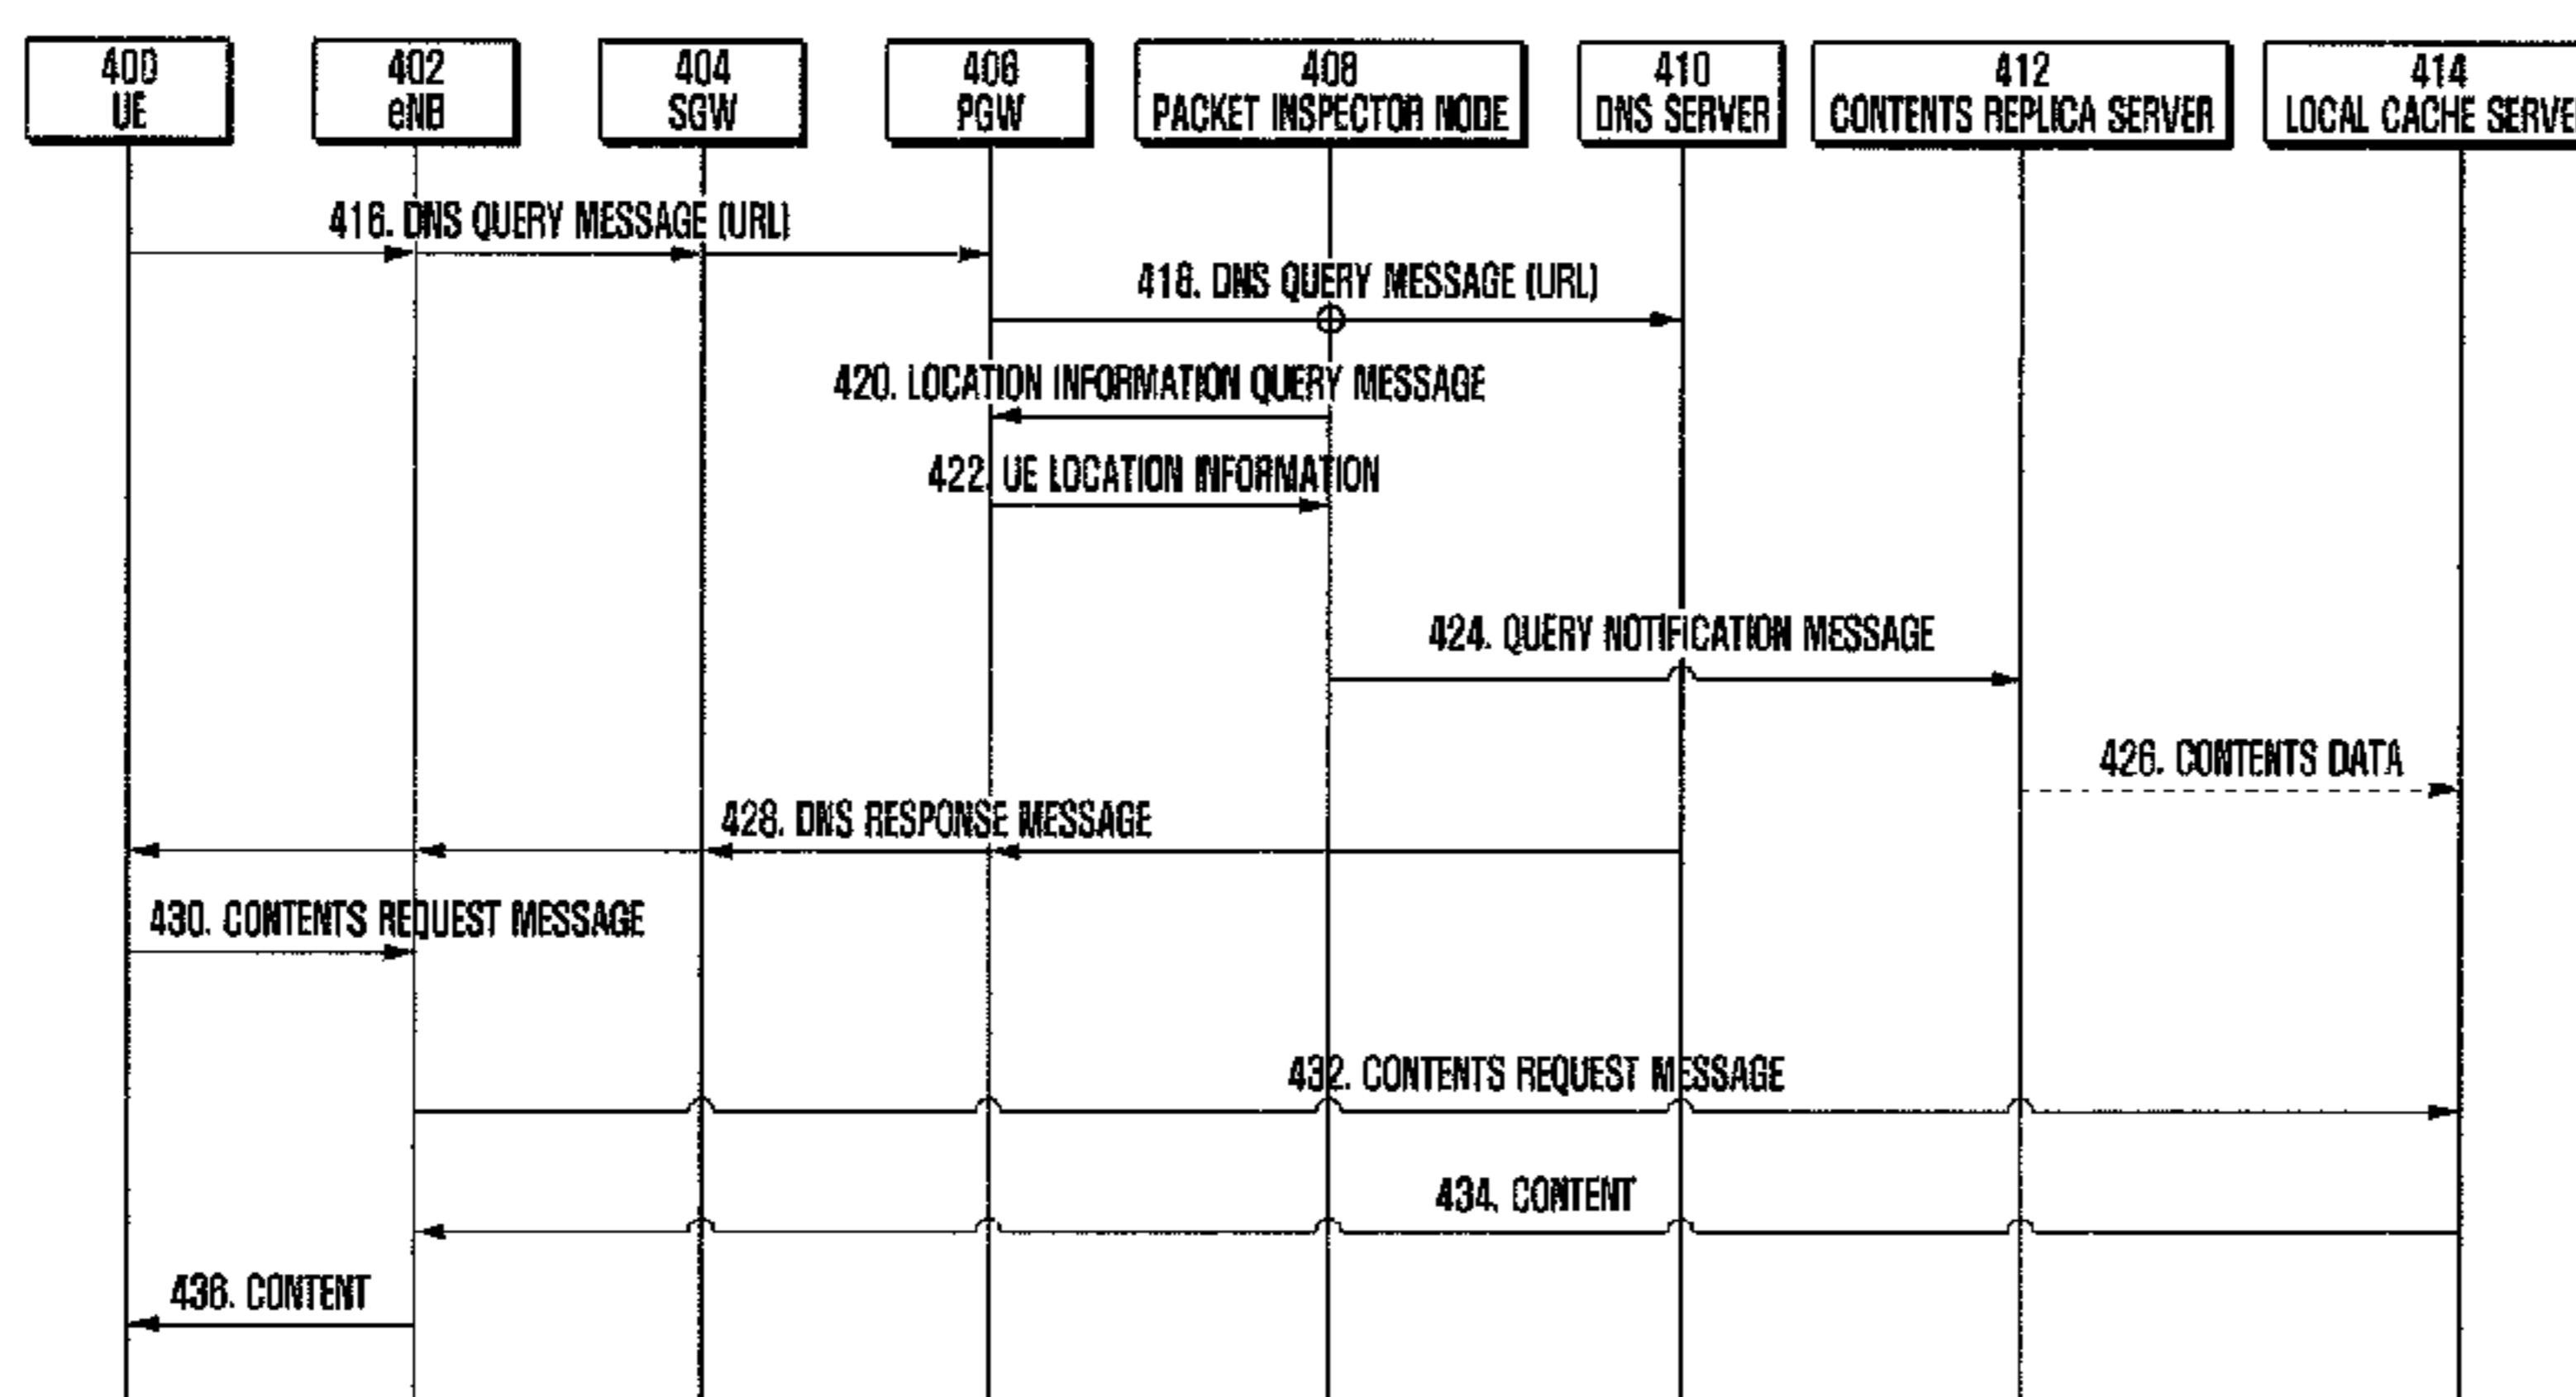 400
UE
402
eNB
404
SGW
406
PGW
408
PACKET INSPECTOR NODE
410
DNS SERVER
412
CONTENTS REPLICA SERVER
414
LOCAL CACHE SERVE
416. DNS QUERY MESSAGE (URL)
418. DNS QUERY MESSAGE (URL)
420. LOCATION INFORMATION QUERY MESSAGE
422. UE LOCATION INFORMATION
424. QUERY NOTIFICATION MESSAGE
426. CONTENTS DATA
428. DNS RESPONSE MESSAGE
430. CONTENTS REQUEST MESSAGE
432. CONTENTS REQUEST MESSAGE
434. CONTENT
436. CONTENT